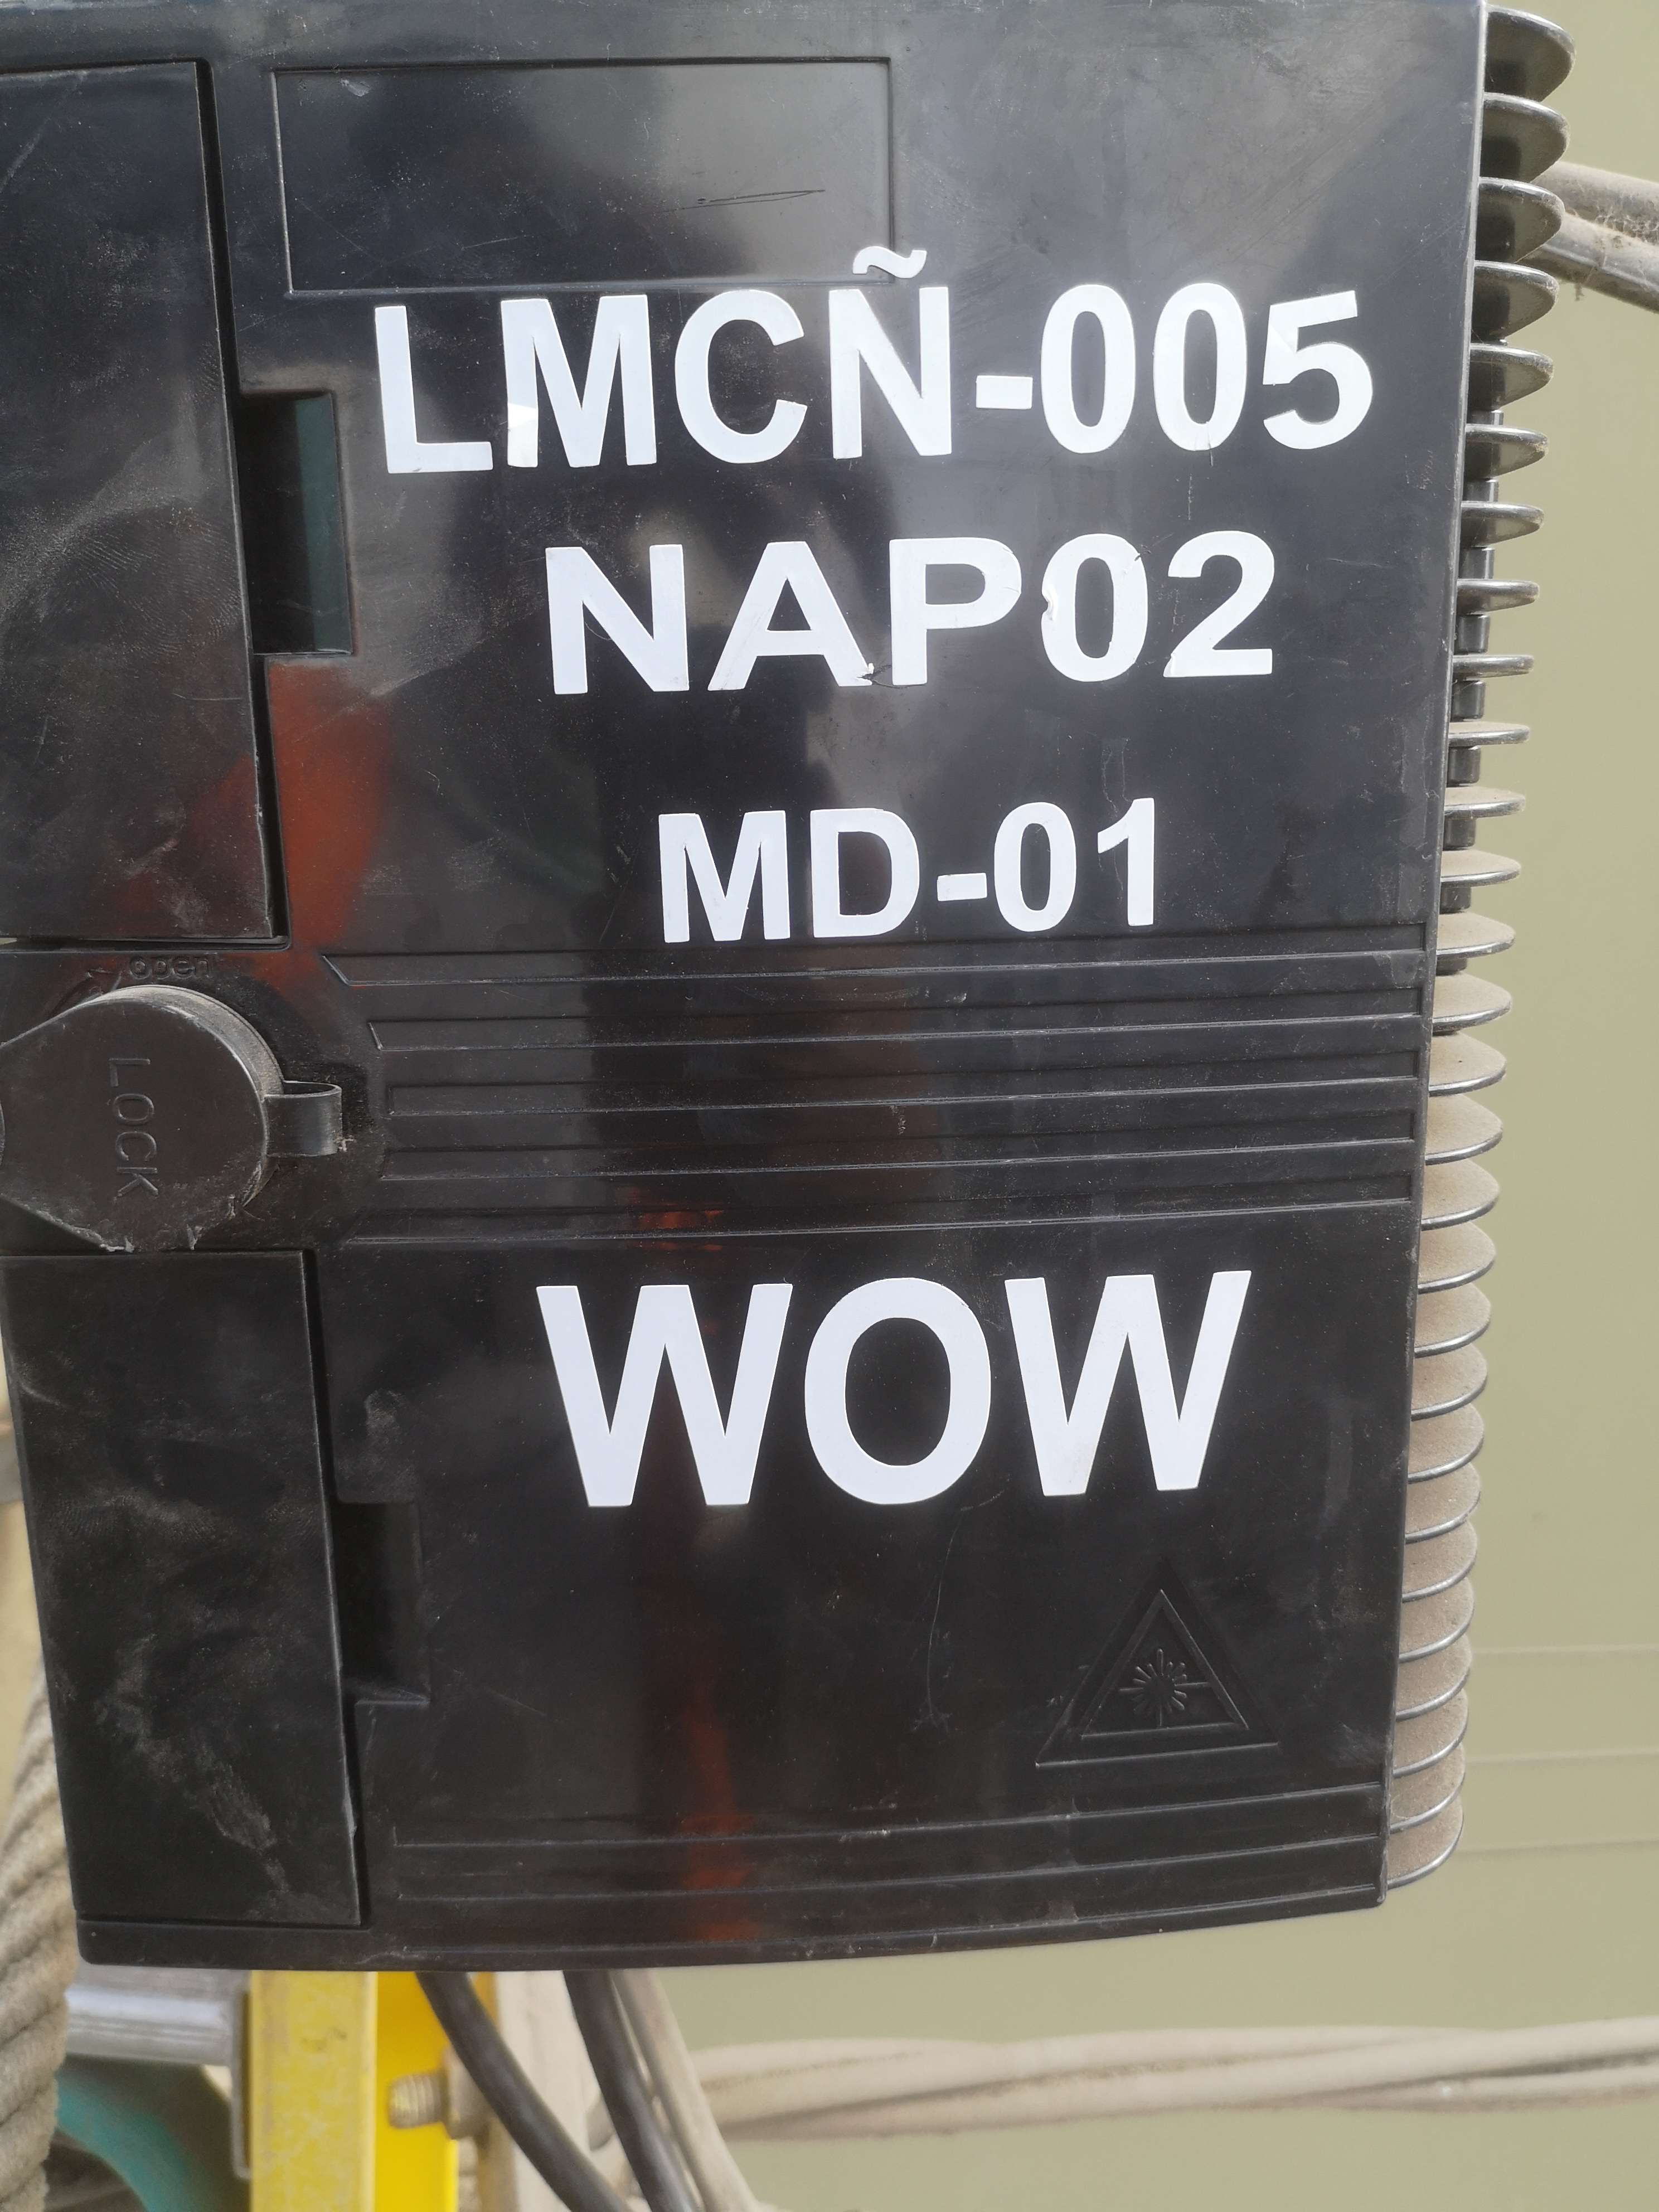 LMCÑ-005
NAP02
MD-01
open
LOCK
WOW